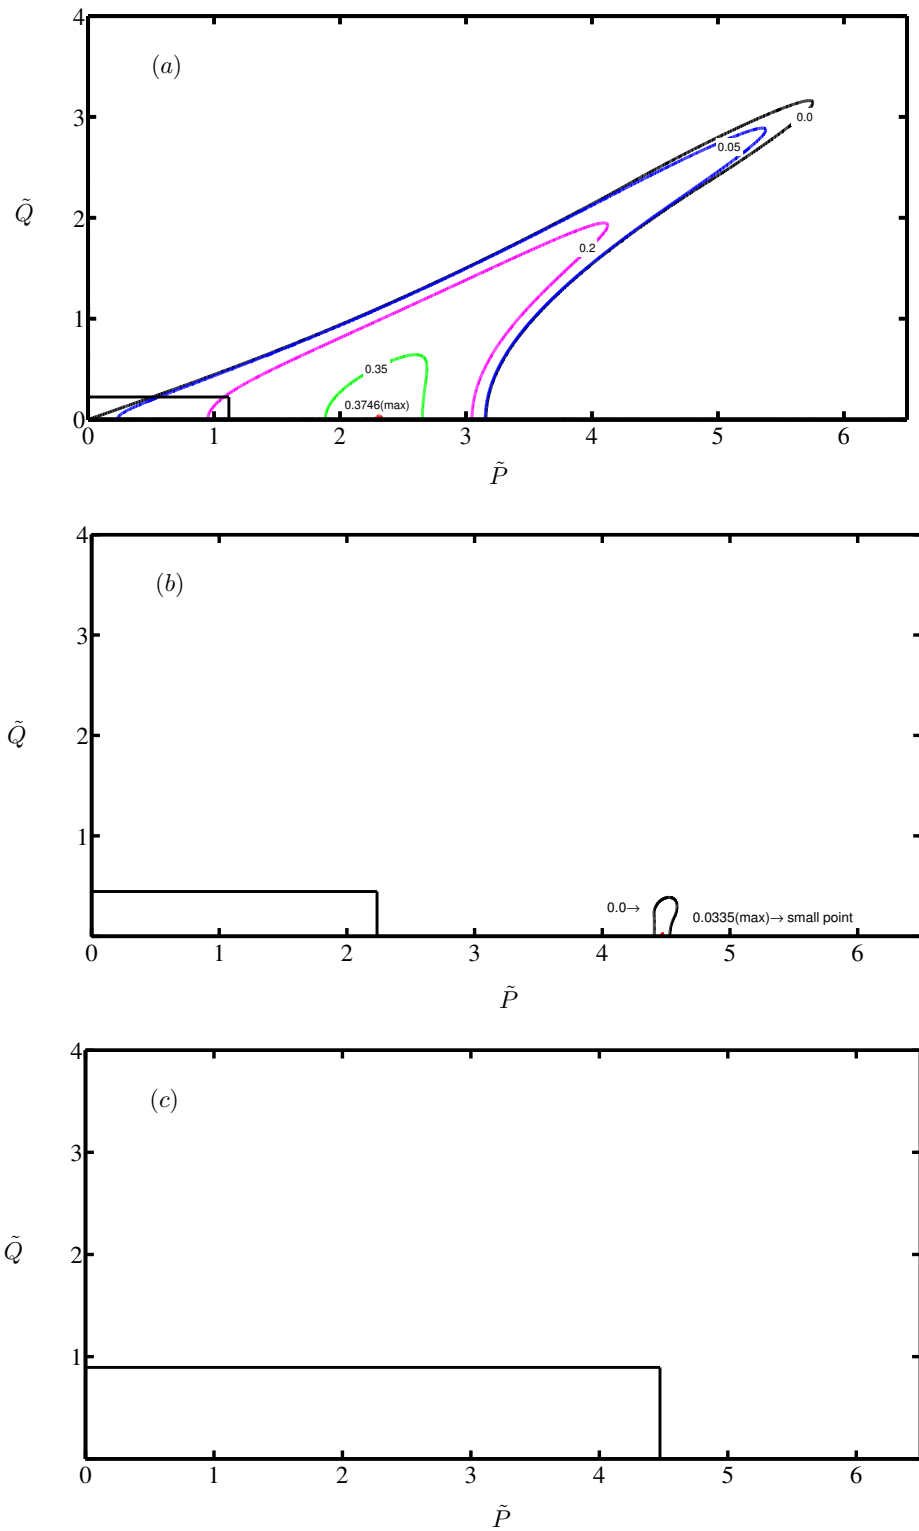 4
(a)
3
0.0
0.05
Q̃
2
0.2
1
0.35
0.3746(max)
0
0 1 2 3 4 5 6
P̃
4
(b)
3
Q̃
2
1
0.0→
0.0335(max)→ small point
0 1 2 3 4 5 6
P̃
4
(c)
3
Q̃
2
1
0 1 2 3 4 5 6
P̃